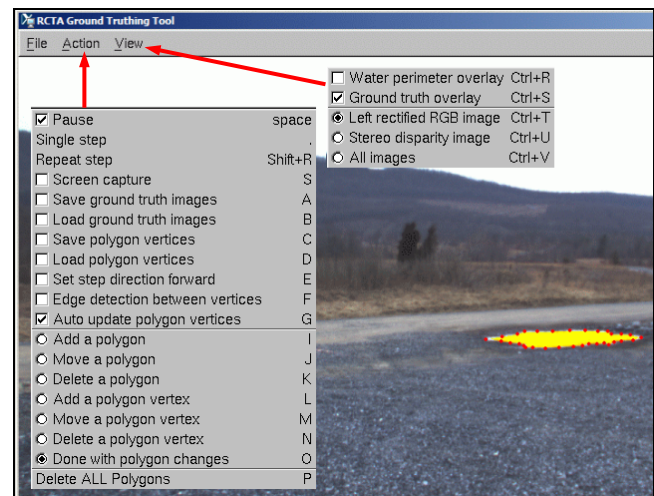 RCTA Ground Truthing Tool
File Action View
Water perimeter overlay Ctrl+R
Ground truth overlay Ctrl+S
Left rectified RGB image Ctrl+T
Stereo disparity image Ctrl+U
All images Ctrl+V
Pause space
Single step .
Repeat step Shift+R
Screen capture S
Save ground truth images A
Load ground truth images B
Save polygon vertices C
Load polygon vertices D
Set step direction forward E
Edge detection between vertices F
Auto update polygon vertices G
Add a polygon I
Move a polygon J
Delete a polygon K
Add a polygon vertex L
Move a polygon vertex M
Delete a polygon vertex N
Done with polygon changes O
Delete ALL Polygons P